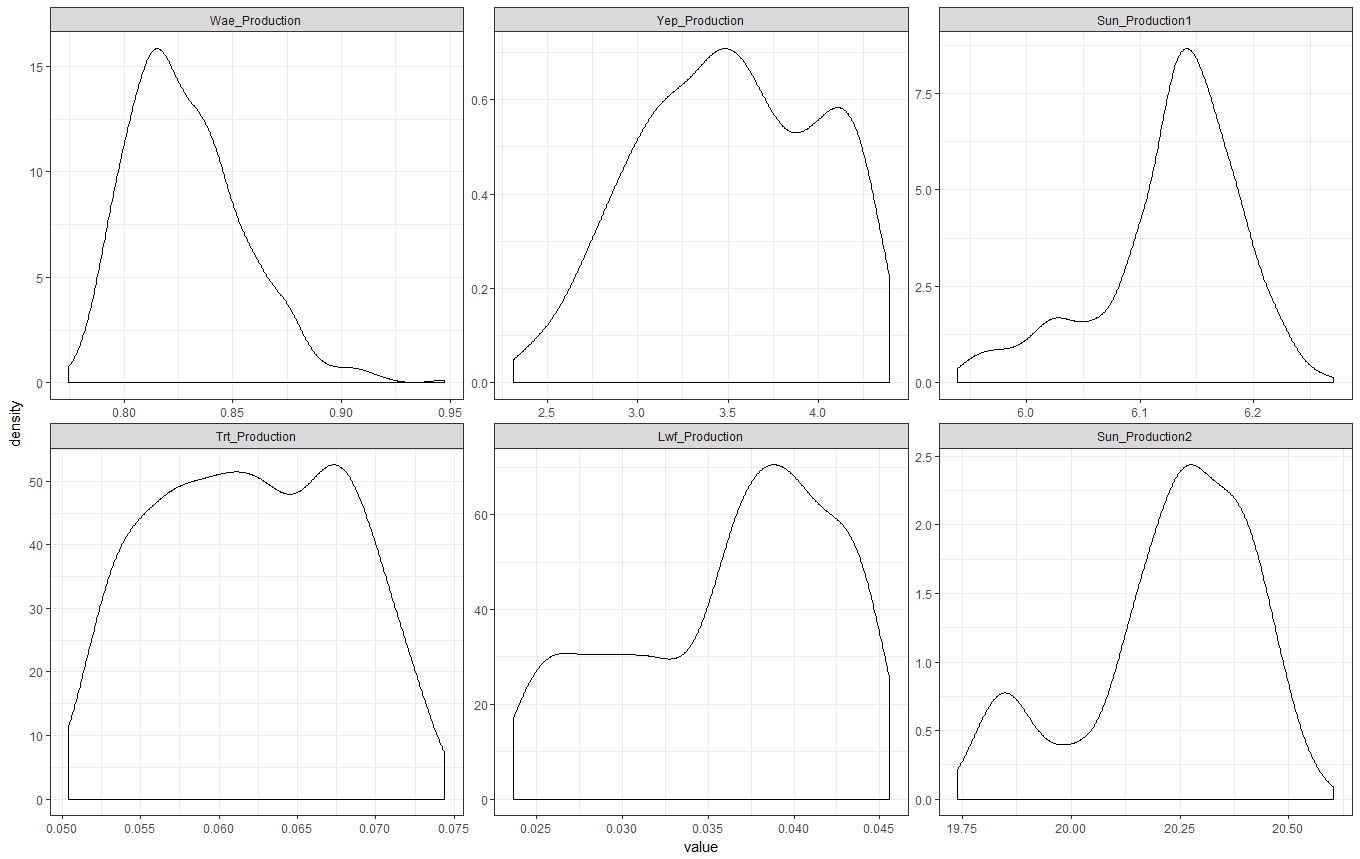 Wae_Production
Yep_Production
Sun_Production1
15
10
5
0
0.6
0.4
0.2
0.0
7.5
5.0
2.5
0.0
0.80 0.85 0.90 0.95
2.5 3.0 3.5 4.0
6.0 6.1 6.2
density
Trt_Production
Lwf_Production
Sun_Production2
50
40
30
20
10
0
60
40
20
0
2.5
2.0
1.5
1.0
0.5
0.0
0.050 0.055 0.060 0.065 0.070 0.075
0.025 0.030 0.035 0.040 0.045
19.75 20.00 20.25 20.50
value